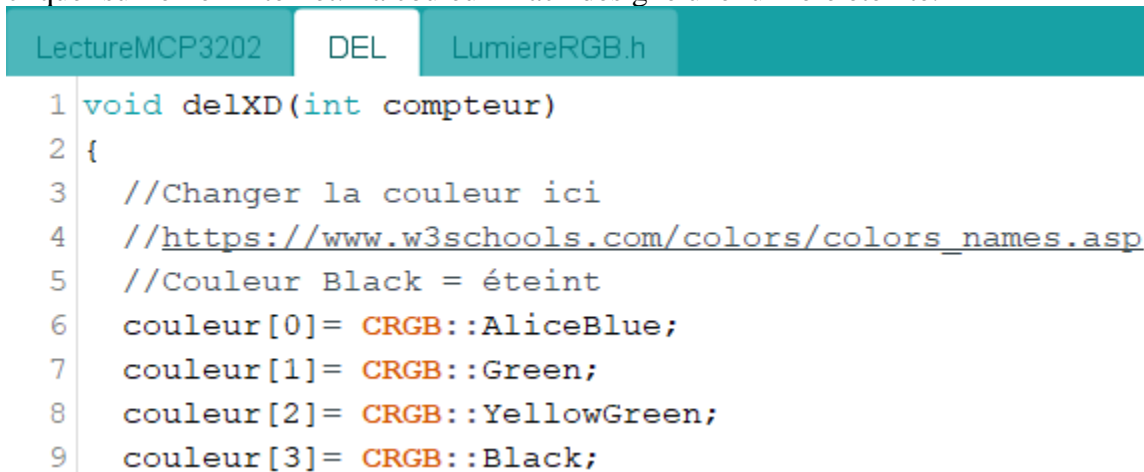 LectureMCP3202 DEL LumiereRGB.h
1 void delXD(int compteur)
2 {
3 //Changer la couleur ici
4 //https://www.w3schools.com/colors/colors_names.asp
5 //Couleur Black = éteint
6 couleur[0]= CRGB::AliceBlue;
7 couleur[1]= CRGB::Green;
8 couleur[2]= CRGB::YellowGreen;
9 couleur[3]= CRGB::Black;